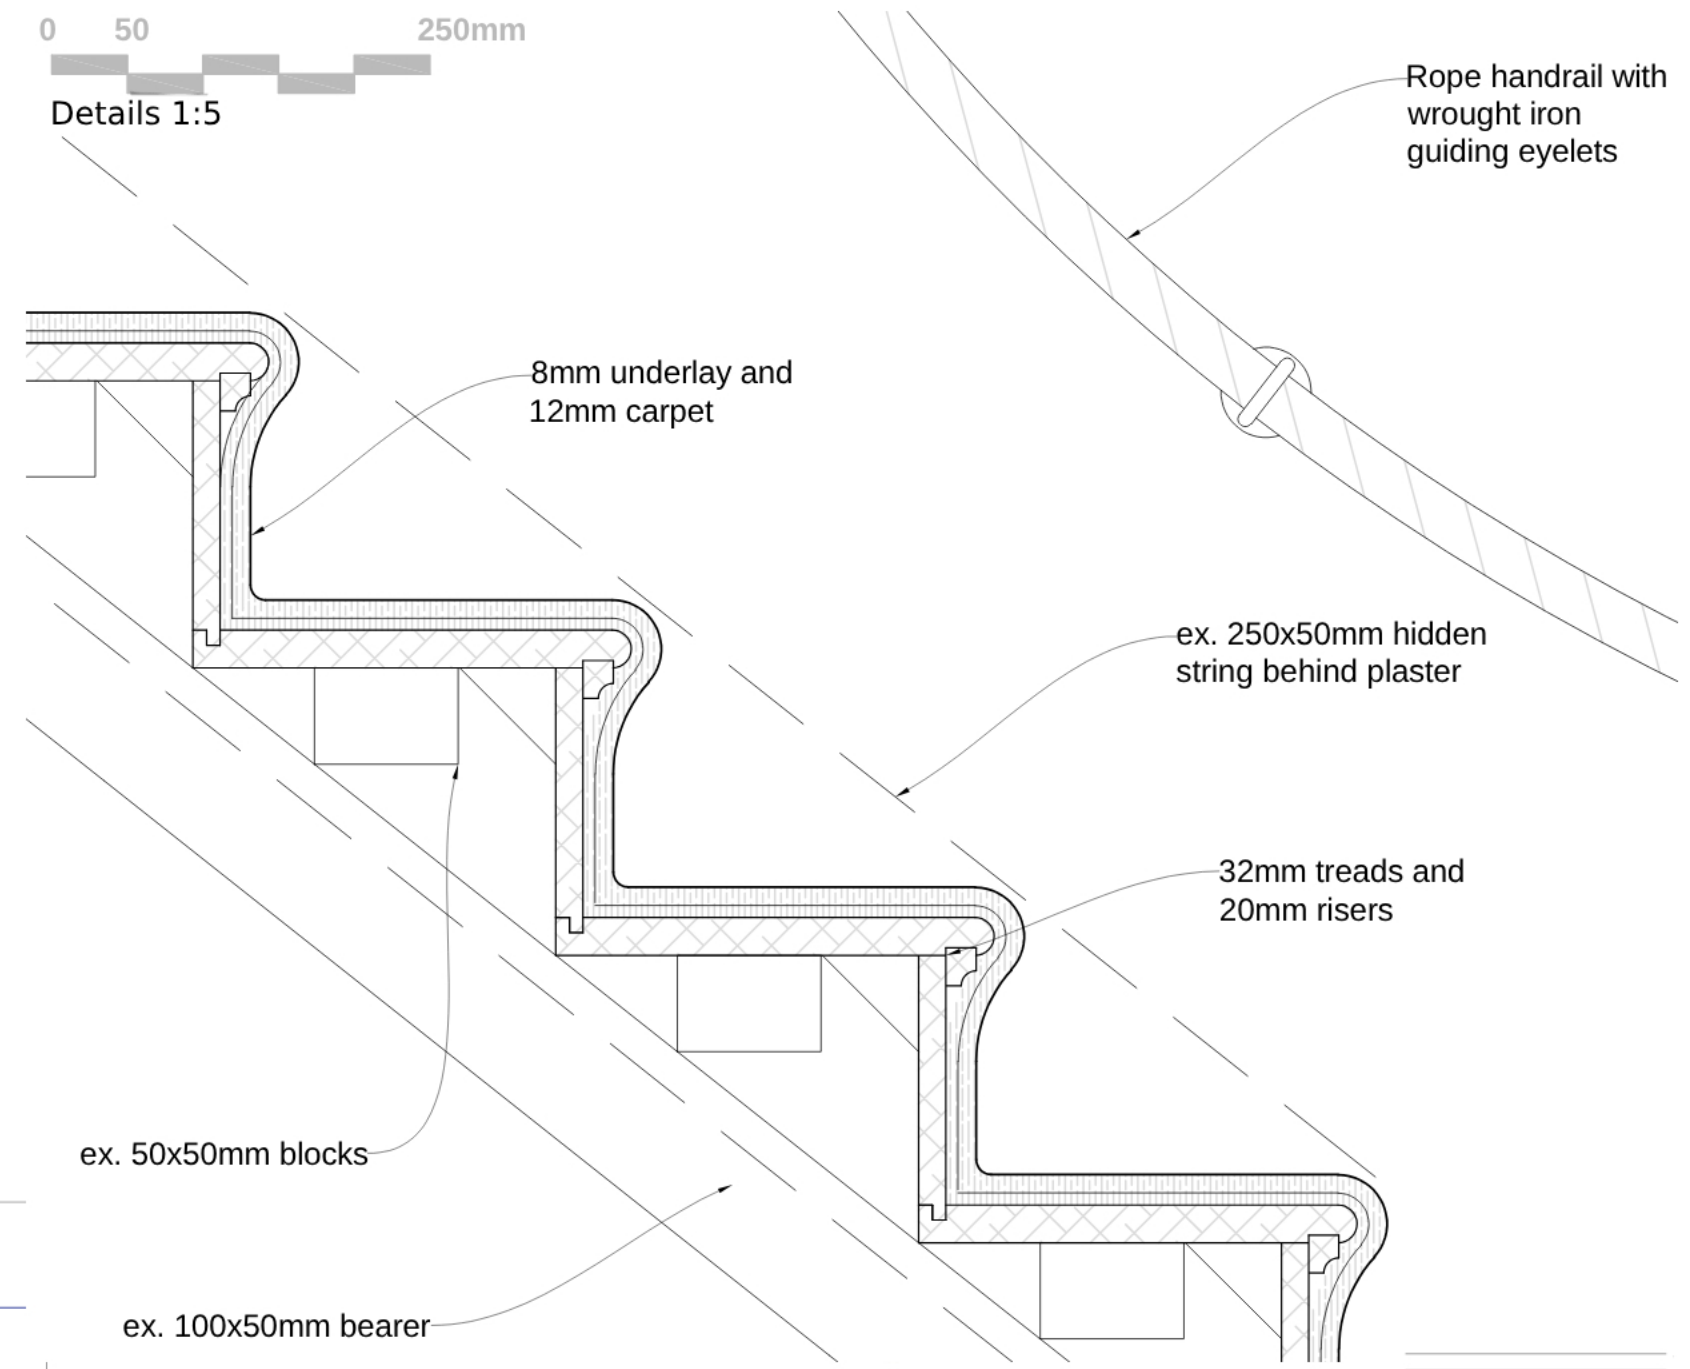 0 50 250mm
Details 1:5
Rope handrail with
wrought iron
guiding eyelets
8mm underlay and
12mm carpet
ex. 250x50mm hidden
string behind plaster
32mm treads and
20mm risers
ex. 50x50mm blocks
ex. 100x50mm bearer